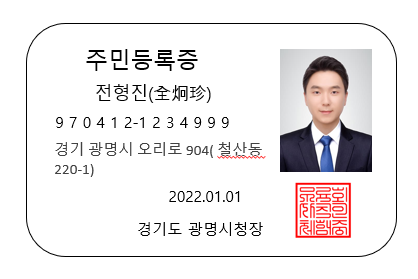 주민등록증
전형진(全炯珍)
9 7 0 4 1 2-1 2 3 4 9 9 9
경기 광명시 오리로 904( 철산동
220-1)
2022.01.01
경기도 광명시청장